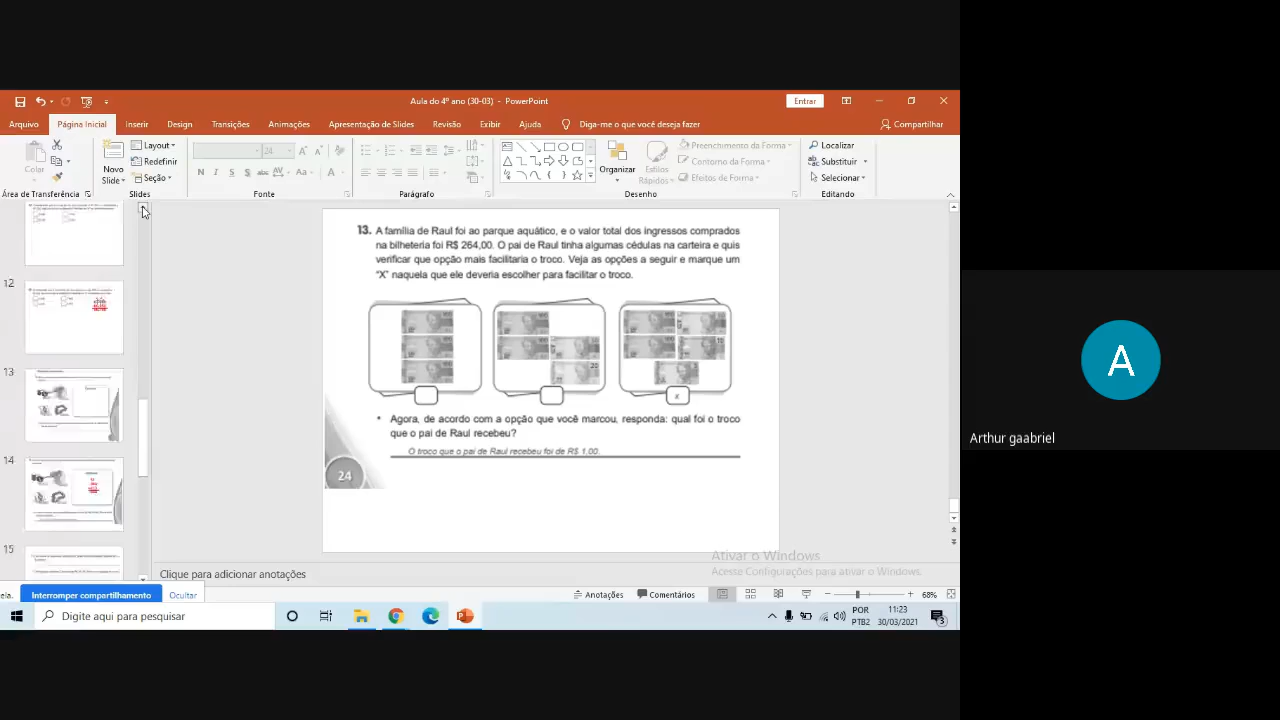 Aula do 4º ano (30-03) - PowerPoint
Entrar
Arquivo Página Inicial Inserir Design Transições Animações Apresentação de Slides Revisão Exibir Ajuda Diga-me o que você deseja fazer Compartilhar
Colar
Novo Slide
Layout
Redefinir
Seção
24
N I S S abc AV Aa A
Organizar
Estilos Rápidos
Preenchimento da Forma
Contorno da Forma
Efeitos de Forma
Localizar
Substituir
Selecionar
Área de Transferência Slides Fonte Parágrafo Desenho Editando
12
13
14
15
13. A família de Raul foi ao parque aquático, e o valor total dos ingressos comprados
na bilheteria foi R$ 264,00. O pai de Raul tinha algumas cédulas na carteira e quis
verificar que opção mais facilitaria o troco. Veja as opções a seguir e marque um
"X" naquela que ele deveria escolher para facilitar o troco.
x
• Agora, de acordo com a opção que você marcou, responda: qual foi o troco
que o pai de Raul recebeu?
O troco que o pai de Raul recebeu foi de R$ 1,00.
24
Ativar o Windows
Acesse Configurações para ativar o Windows.
Clique para adicionar anotações
ela.
Interromper compartilhamento
Ocultar
Anotações
Comentários
68%
Digite aqui para pesquisar
POR
PTB2
11:23
30/03/2021
3
A
Arthur gaabriel